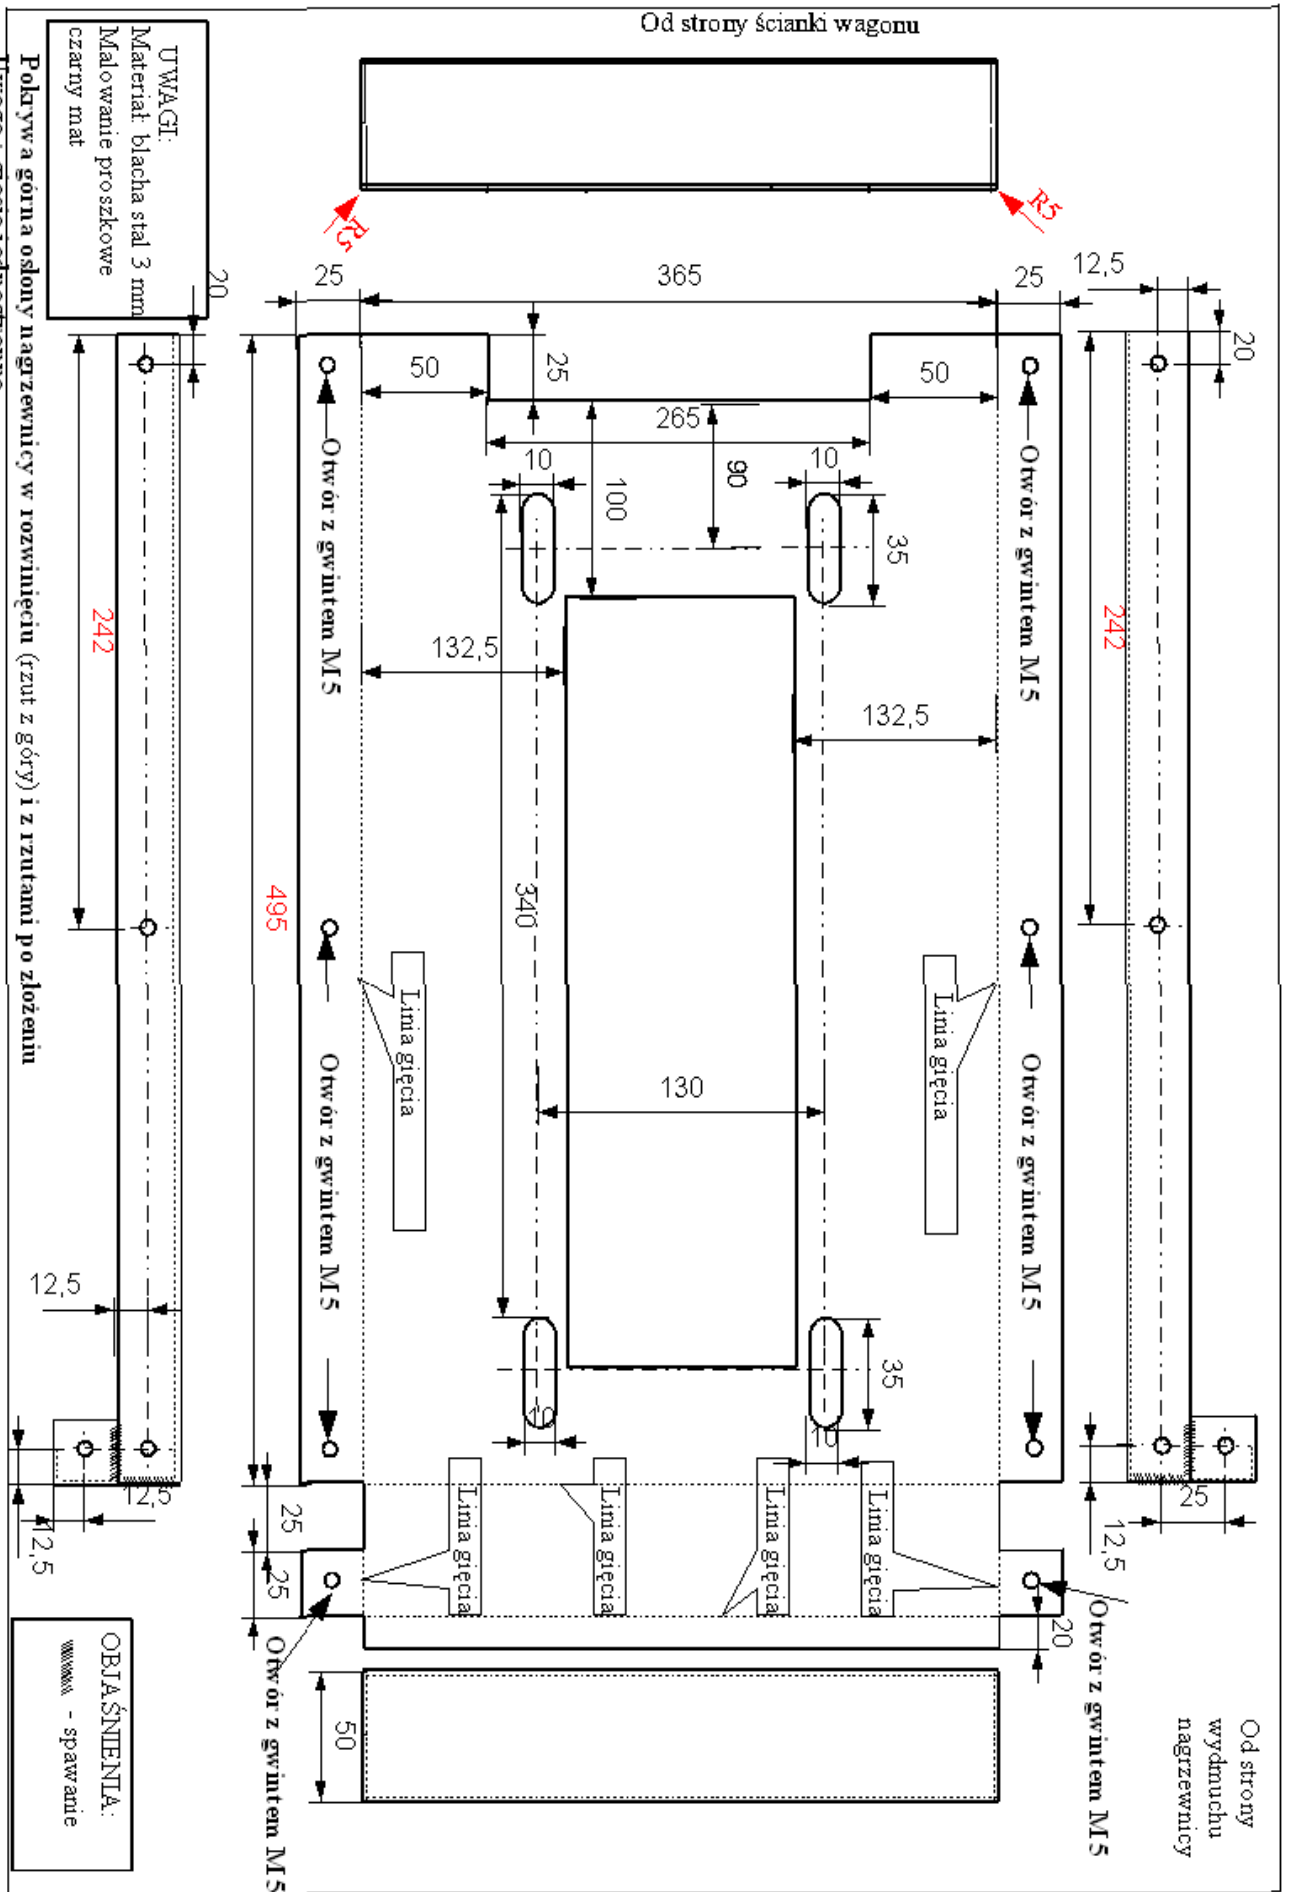 Od strony ścianki wagonu
UWAGI:
Materiał: blacha stal 3 mm
Malowanie proszkowe
czarny mat
Pokrywa górna osłony nagrzewnicy w rozwinięciu (rzut z góry) i z rzutami po złożeniu
R5
R5
20
25
365
25
12,5
20
50
25
50
265
10
100
90
10
35
Otwór z gwintem M5
Otwór z gwintem M5
132,5
132,5
242
242
495
340
Linia gięcia
Linia gięcia
130
Otwór z gwintem M5
Otwór z gwintem M5
12,5
35
10
10
12,5
12,5
25
25
Linia gięcia
Linia gięcia
Linia gięcia
Linia gięcia
25
12,5
20
Otwór z gwintem M5
Otwór z gwintem M5
50
OBJAŚNIENIA:
- spawanie
Od strony
wydmuchu
nagrzewnicy